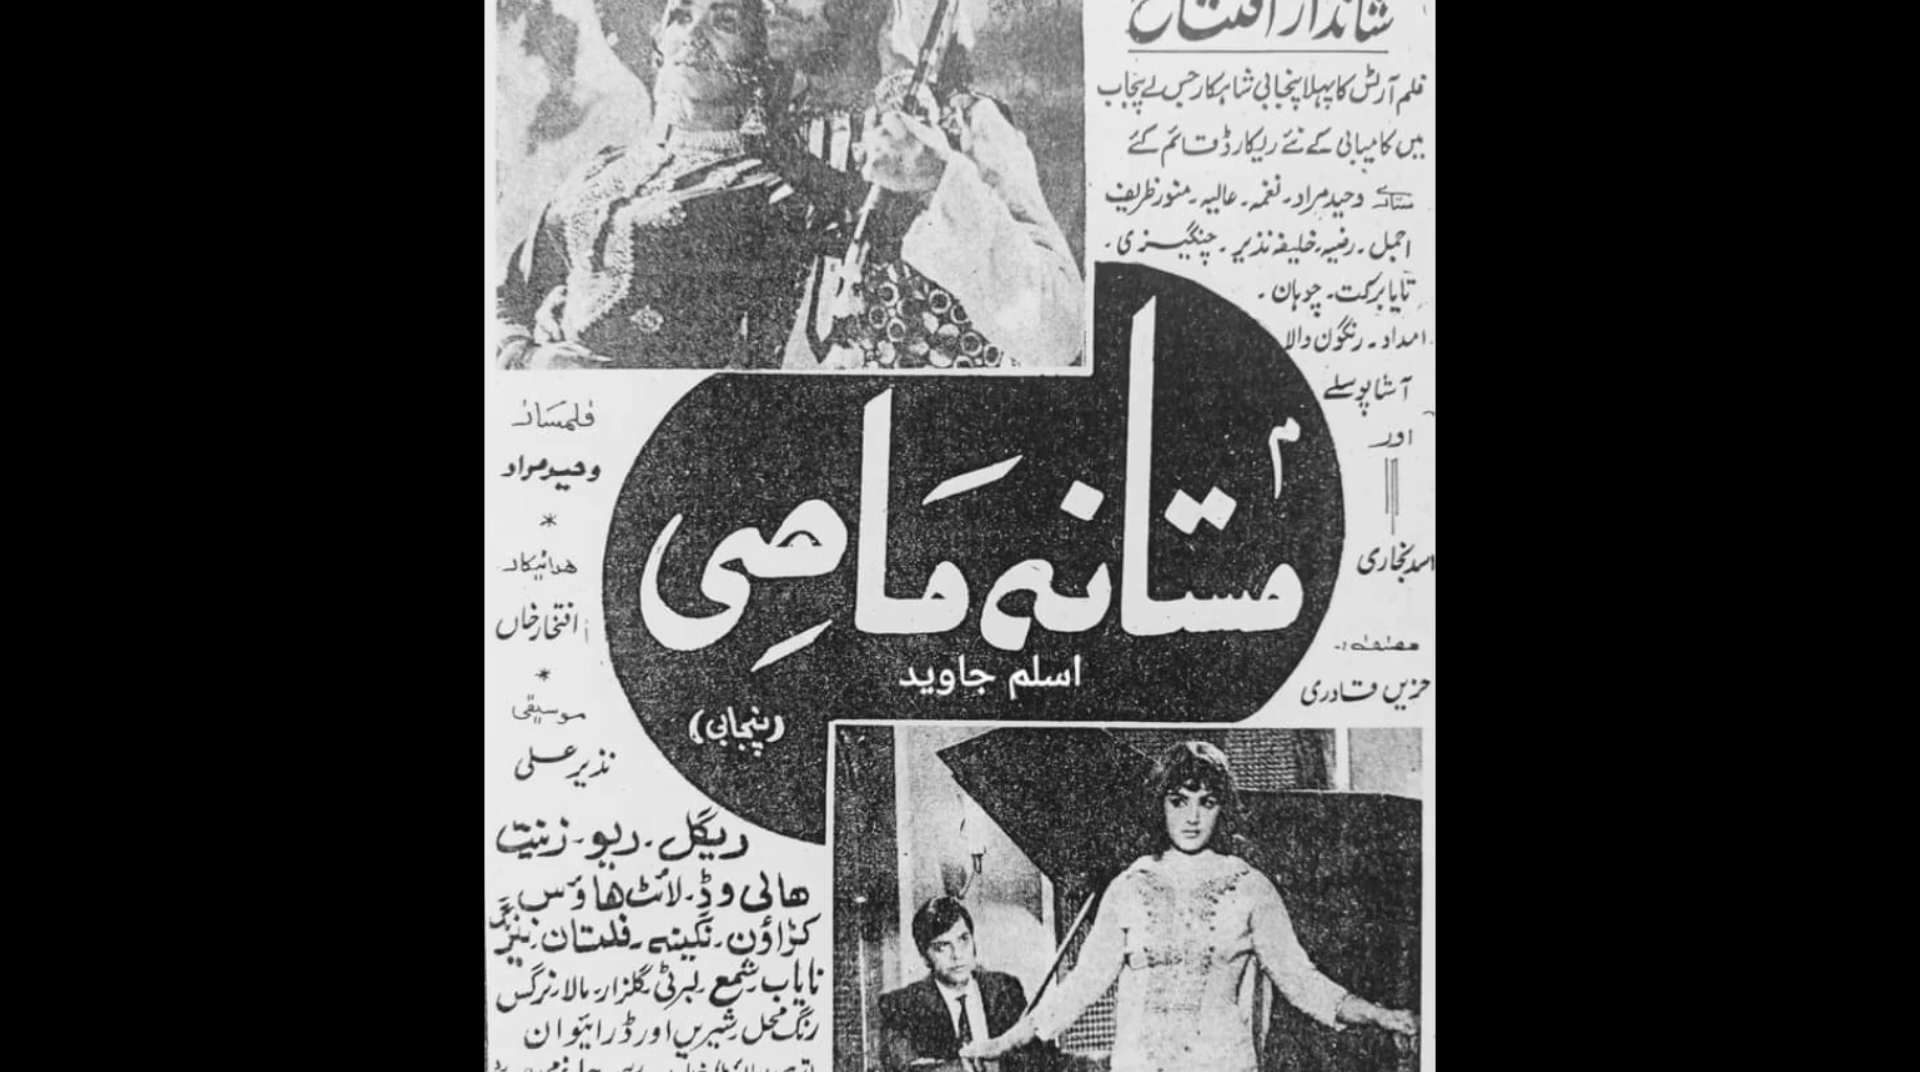 شاندار افتتاح
فلم آرٹس کا پہلا پنجابی شاہکار جس نے پنجاب
میں کامیابی کے نئے ریکارڈ قائم کئے
ستارے وحید مراد۔ نغمہ۔ عالیہ۔ منور ظریف
اجمل۔ رضیہ۔ خلیفہ نذیر۔ چنگیزی۔
تایا برکت۔ چوہان۔
امداد۔ رنگون والا
آشا پوسلے
اور
اسد بخاری
مصنف:۔
حزیں قادری
مستانہ مَاہِی
اسلم جاوید
(پنجابی)
فلمساز
وحید مراد
*
ہدائیکار
افتخار خاں
*
موسیقی
نذیر علی
ریگل۔ ریو۔ زینت
ہالی وڈ۔ لائٹ ہاؤس
کراؤن۔ نگینہ۔ فلمستان
نایاب۔ شمع۔ لبرٹی۔ گلزار۔ مالا۔ نرگس
رنگ محل۔ شیریں اور ڈرائیو ان